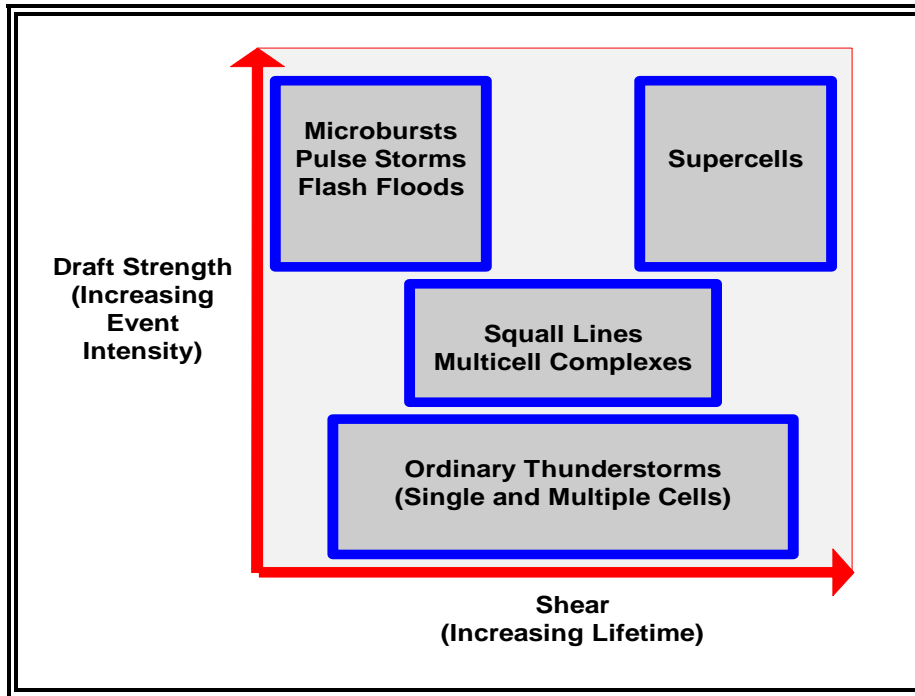 Microbursts
Pulse Storms
Flash Floods
Supercells
Draft Strength
(Increasing
Event
Intensity)
Squall Lines
Multicell Complexes
Ordinary Thunderstorms
(Single and Multiple Cells)
Shear
(Increasing Lifetime)